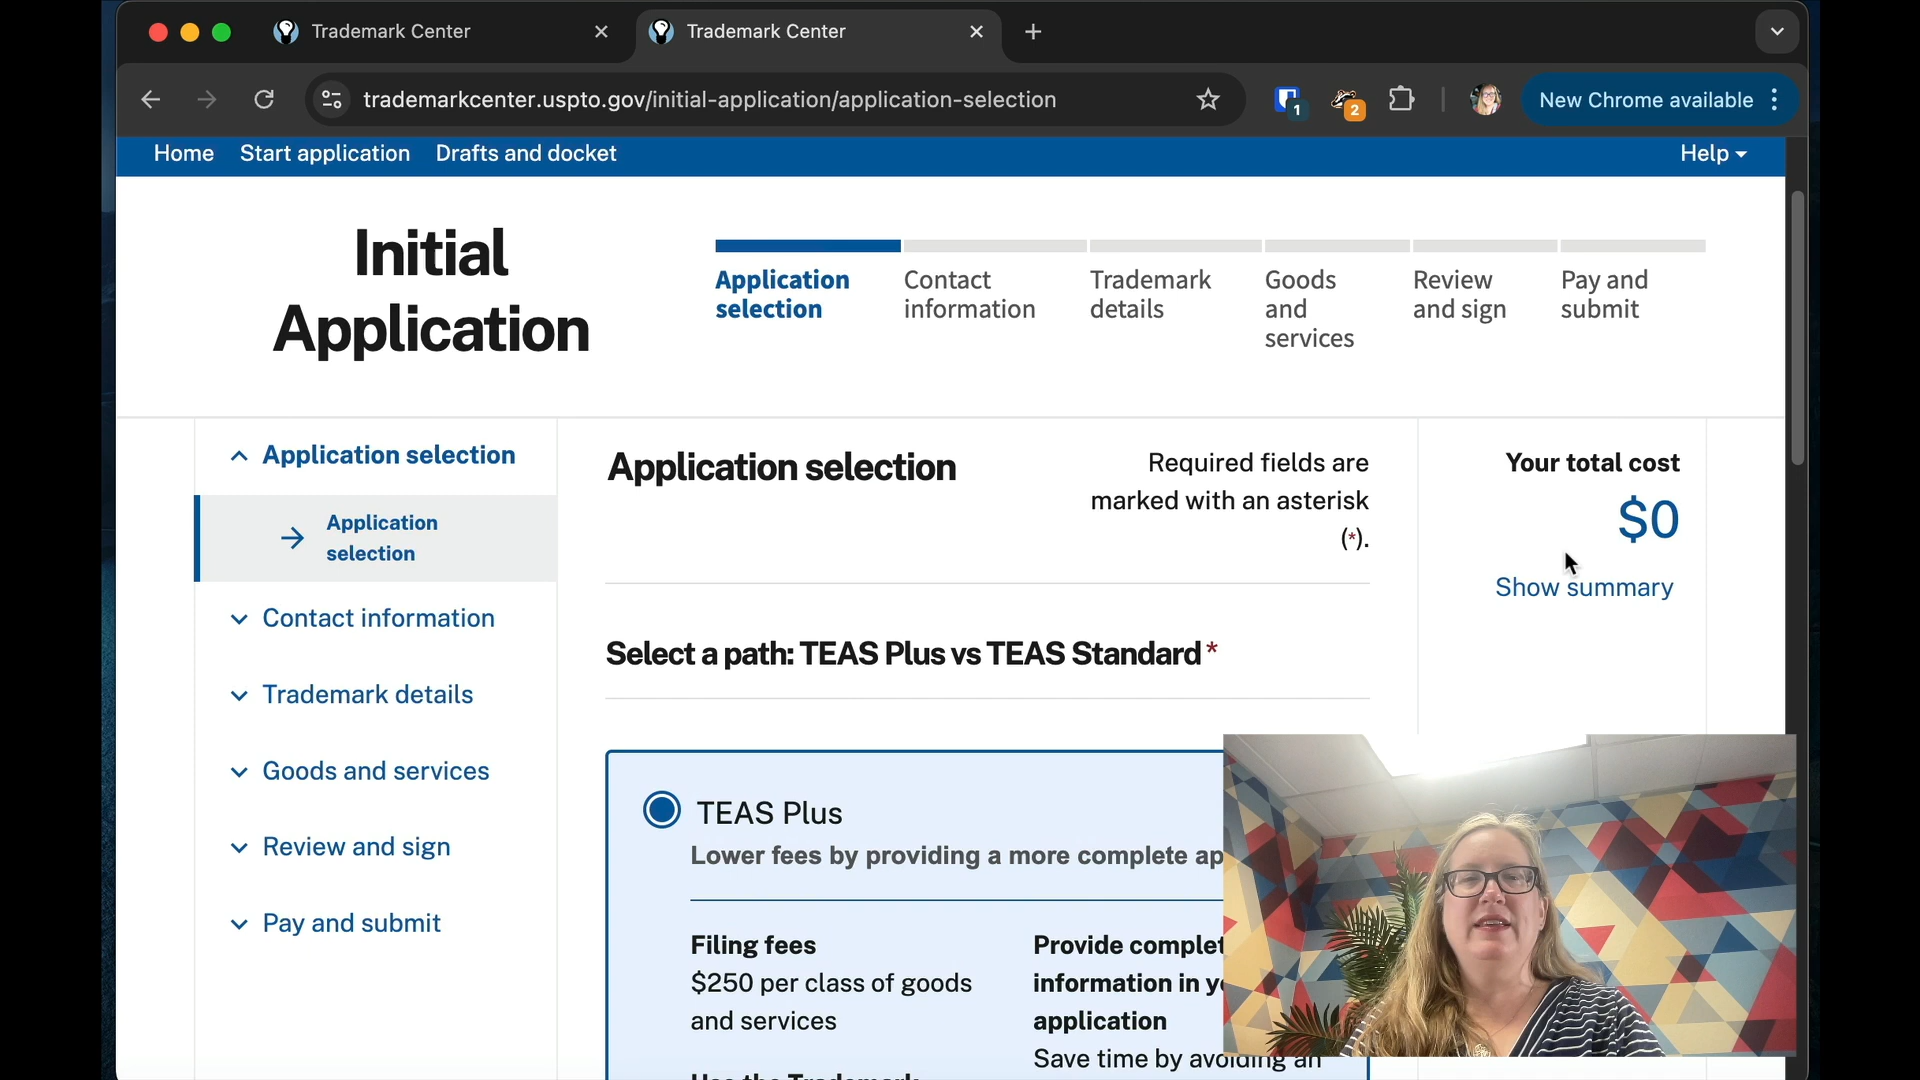 Trademark Center
Trademark Center
trademarkcenter.uspto.gov/initial-application/application-selection
1
2
New Chrome available
Home
Start application
Drafts and docket
Help
Initial
Application
Application
selection
Contact
information
Trademark
details
Goods
and
services
Review
and sign
Pay and
submit
Application selection
Application
selection
Contact information
Trademark details
Goods and services
Review and sign
Pay and submit
Application selection
Required fields are
marked with an asterisk
(*).
Select a path: TEAS Plus vs TEAS Standard *
TEAS Plus
Lower fees by providing a more complete ap
Filing fees
$250 per class of goods
and services
Provide complet
information in y
application
Save time by avoiding an
Your total cost
$0
Show summary